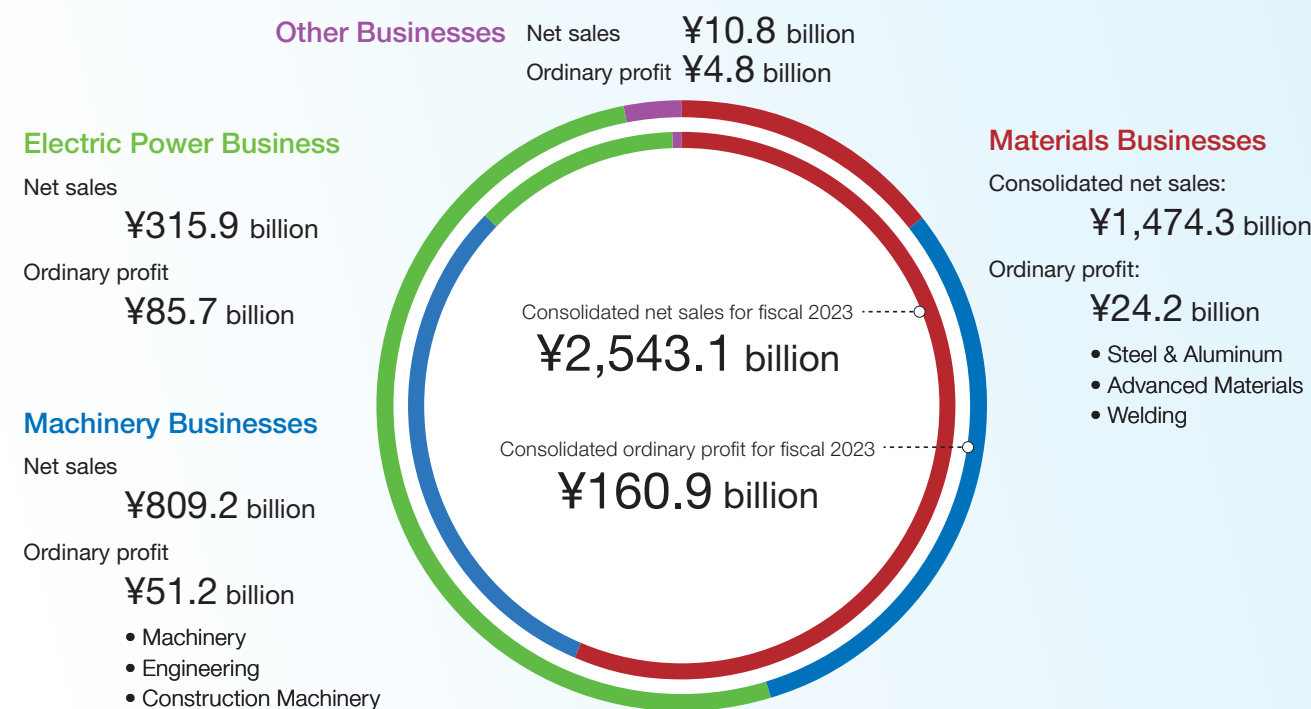 Other Businesses
Net sales ¥10.8 billion
Ordinary profit ¥4.8 billion
Electric Power Business
Net sales
¥315.9 billion
Ordinary profit
¥85.7 billion
Machinery Businesses
Net sales
¥809.2 billion
Ordinary profit
¥51.2 billion
• Machinery
• Engineering
• Construction Machinery
Consolidated net sales for fiscal 2023
¥2,543.1 billion
Consolidated ordinary profit for fiscal 2023
¥160.9 billion
Materials Businesses
Consolidated net sales:
¥1,474.3 billion
Ordinary profit:
¥24.2 billion
• Steel & Aluminum
• Advanced Materials
• Welding